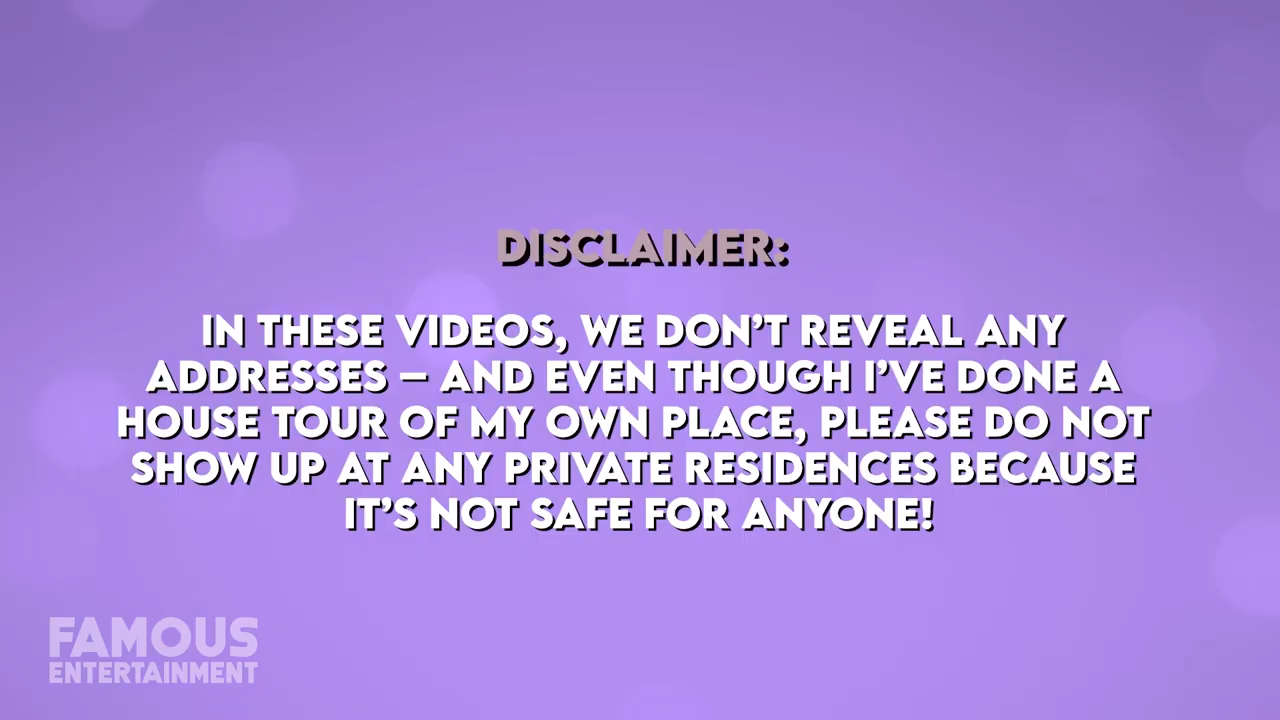 DISCLAIMER:
IN THESE VIDEOS, WE DON'T REVEAL ANY
ADDRESSES – AND EVEN THOUGH I'VE DONE A
HOUSE TOUR OF MY OWN PLACE, PLEASE DO NOT
SHOW UP AT ANY PRIVATE RESIDENCES BECAUSE
IT'S NOT SAFE FOR ANYONE!
FAMOUS
ENTERTAINMENT